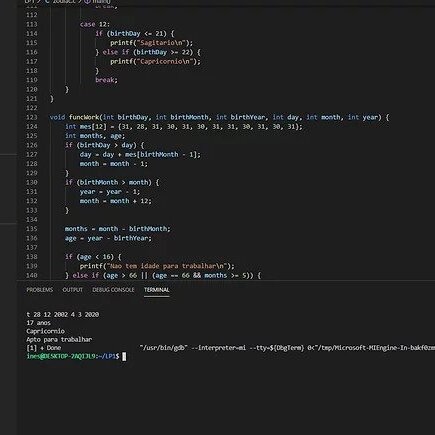 LP1 > C zodiac.c > main()
112 break;
113 case 12:
114 if (birthDay <= 21) {
115 printf("Sagitario\n");
116 } else if (birthDay >= 22) {
117 printf("Capricornio\n");
118 }
119 break;
120 }
121 }
122
123 void funcWork(int birthDay, int birthMonth, int birthYear, int day, int month, int year) {
124 int mes[12] = {31, 28, 31, 30, 31, 30, 31, 31, 30, 31, 30, 31};
125 int months, age;
126 if (birthDay > day) {
127 day = day + mes[birthMonth - 1];
128 month = month - 1;
129 }
130 if (birthMonth > month) {
131 year = year - 1;
132 month = month + 12;
133 }
134
135 months = month - birthMonth;
136 age = year - birthYear;
137
138 if (age < 16) {
139 printf("Nao tem idade para trabalhar\n");
140 } else if (age > 66 || (age == 66 && months >= 5)) {
PROBLEMS OUTPUT DEBUG CONSOLE TERMINAL
t 28 12 2002 4 3 2020
17 anos
Capricornio
Apto para trabalhar
[1] + Done "/usr/bin/gdb" --interpreter=mi --tty=${DbgTerm} 0<"/tmp/Microsoft-MIEngine-In-bakf0zm
ines@DESKTOP-2AQIJL9:~/LP1$